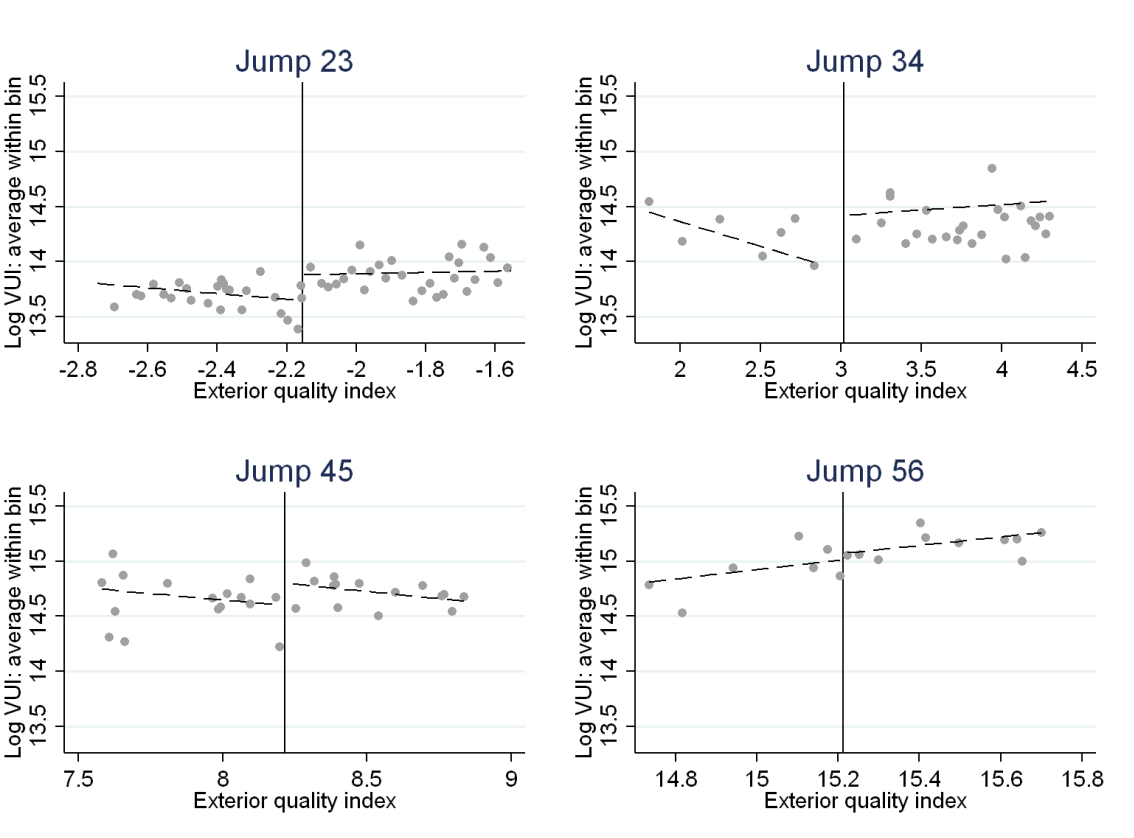 Jump 23
Log VUI: average within bin
15.5
15
14.5
14
13.5
-2.8 -2.6 -2.4 -2.2 -2 -1.8 -1.6
Exterior quality index
Jump 34
Log VUI: average within bin
15.5
15
14.5
14
13.5
2 2.5 3 3.5 4 4.5
Exterior quality index
Jump 45
Log VUI: average within bin
15.5
15
14.5
14
13.5
7.5 8 8.5 9
Exterior quality index
Jump 56
Log VUI: average within bin
15.5
15
14.5
14
13.5
14.8 15 15.2 15.4 15.6 15.8
Exterior quality index